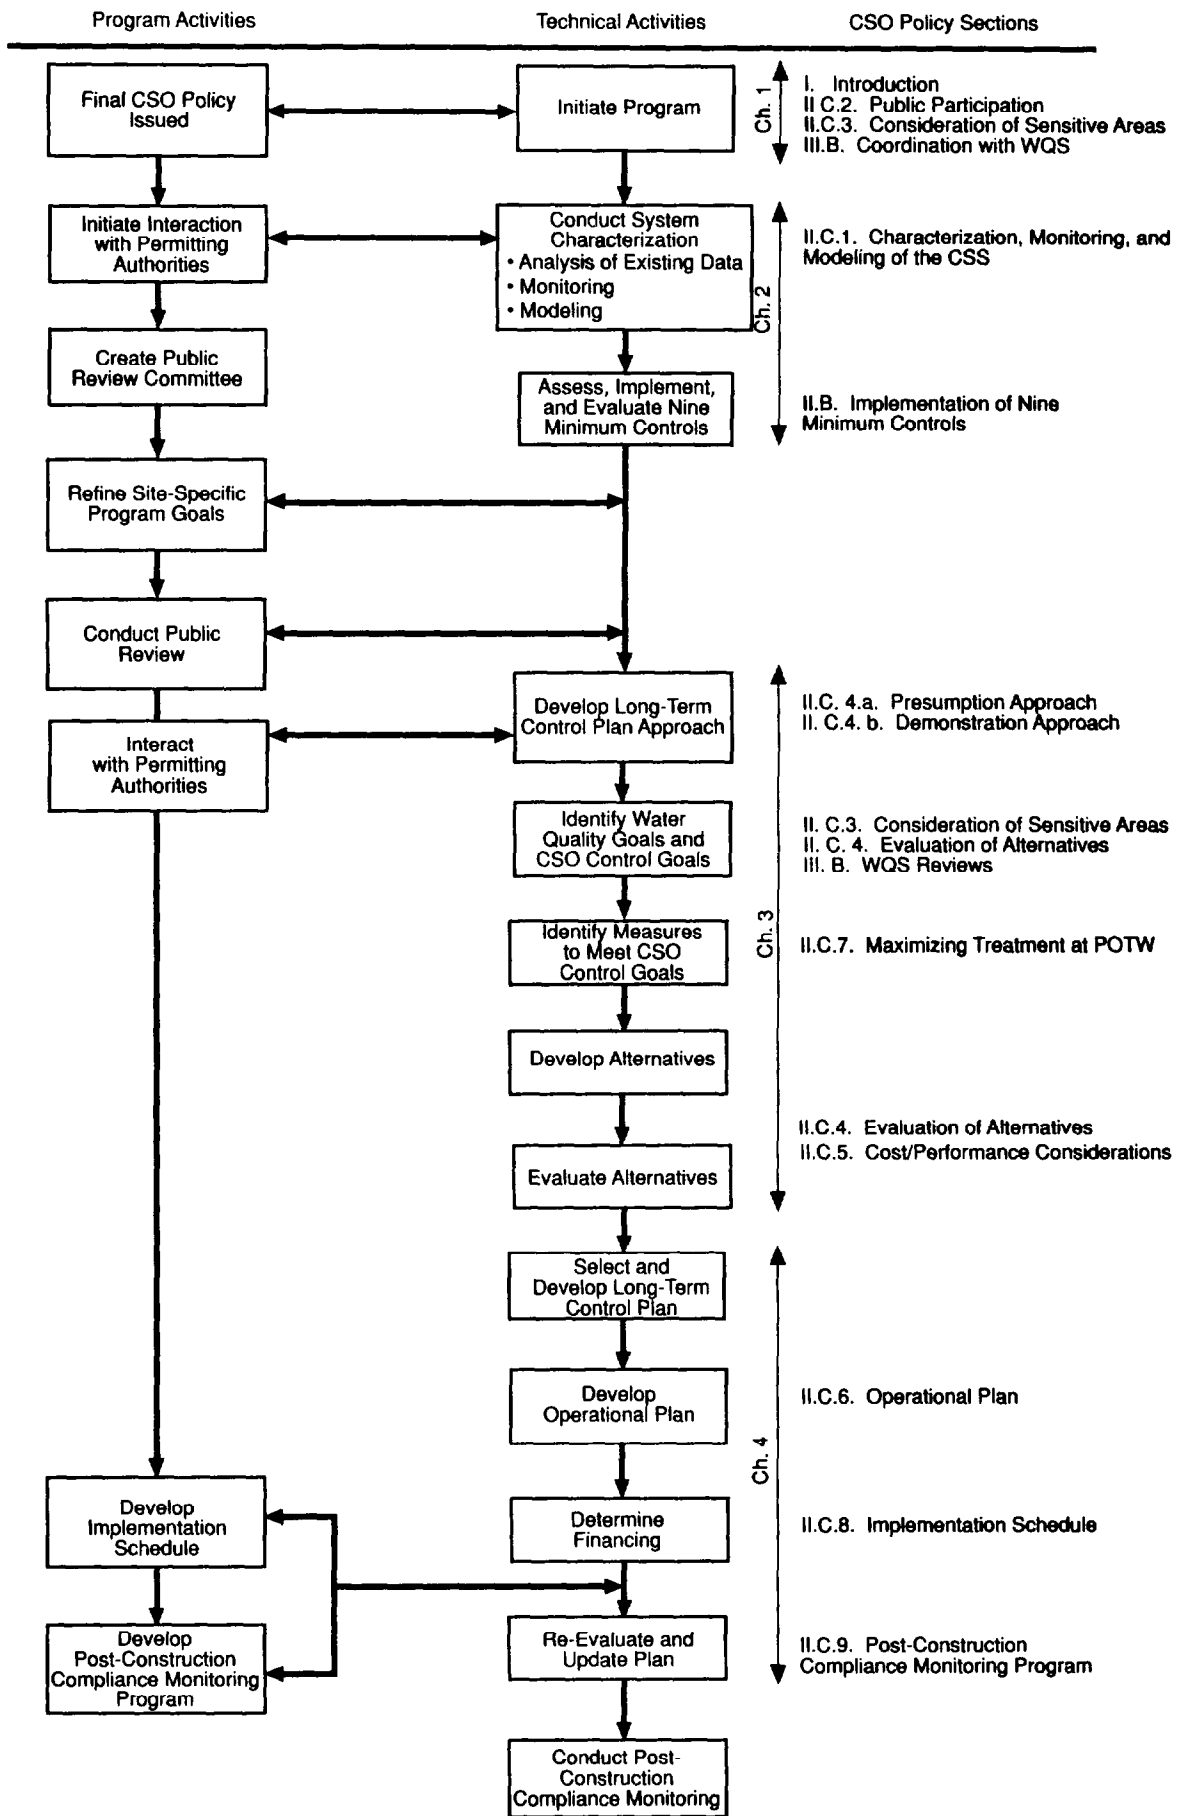 Program Activities
Technical Activities
CSO Policy Sections
Final CSO Policy
Issued
Initiate Program
Ch. 1
I. Introduction
II C.2. Public Participation
II.C.3. Consideration of Sensitive Areas
III.B. Coordination with WQS
Initiate Interaction
with Permitting
Authorities
Conduct System
Characterization
• Analysis of Existing Data
• Monitoring
• Modeling
Ch. 2
II.C.1. Characterization, Monitoring, and
Modeling of the CSS
Create Public
Review Committee
Assess, Implement,
and Evaluate Nine
Minimum Controls
II.B. Implementation of Nine
Minimum Controls
Refine Site-Specific
Program Goals
Conduct Public
Review
Interact
with Permitting
Authorities
Develop Long-Term
Control Plan Approach
Ch. 3
II.C. 4.a. Presumption Approach
II. C.4. b. Demonstration Approach
Identify Water
Quality Goals and
CSO Control Goals
II. C.3. Consideration of Sensitive Areas
II. C. 4. Evaluation of Alternatives
III. B. WQS Reviews
Identify Measures
to Meet CSO
Control Goals
II.C.7. Maximizing Treatment at POTW
Develop Alternatives
Evaluate Alternatives
II.C.4. Evaluation of Alternatives
II.C.5. Cost/Performance Considerations
Select and
Develop Long-Term
Control Plan
Ch. 4
Develop
Operational Plan
II.C.6. Operational Plan
Develop
Implementation
Schedule
Determine
Financing
II.C.8. Implementation Schedule
Develop
Post-Construction
Compliance Monitoring
Program
Re-Evaluate and
Update Plan
II.C.9. Post-Construction
Compliance Monitoring Program
Conduct Post-
Construction
Compliance Monitoring